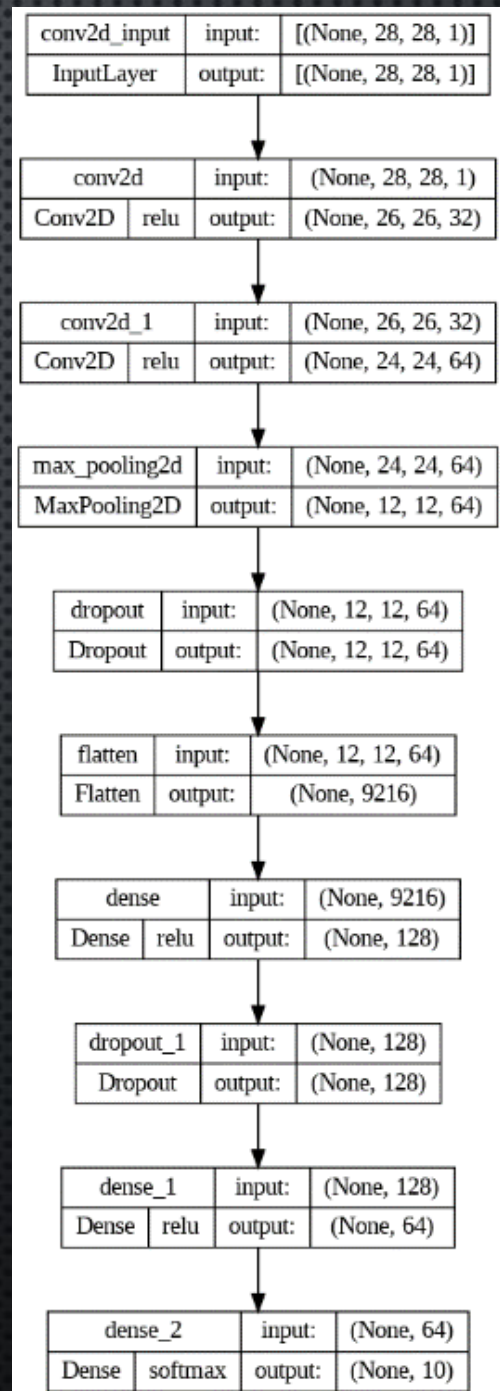 conv2d_input input: [(None, 28, 28, 1)]
InputLayer output: [(None, 28, 28, 1)]
conv2d input: (None, 28, 28, 1)
Conv2D relu output: (None, 26, 26, 32)
conv2d_1 input: (None, 26, 26, 32)
Conv2D relu output: (None, 24, 24, 64)
max_pooling2d input: (None, 24, 24, 64)
MaxPooling2D output: (None, 12, 12, 64)
dropout input: (None, 12, 12, 64)
Dropout output: (None, 12, 12, 64)
flatten input: (None, 12, 12, 64)
Flatten output: (None, 9216)
dense input: (None, 9216)
Dense relu output: (None, 128)
dropout_1 input: (None, 128)
Dropout output: (None, 128)
dense_1 input: (None, 128)
Dense relu output: (None, 64)
dense_2 input: (None, 64)
Dense softmax output: (None, 10)